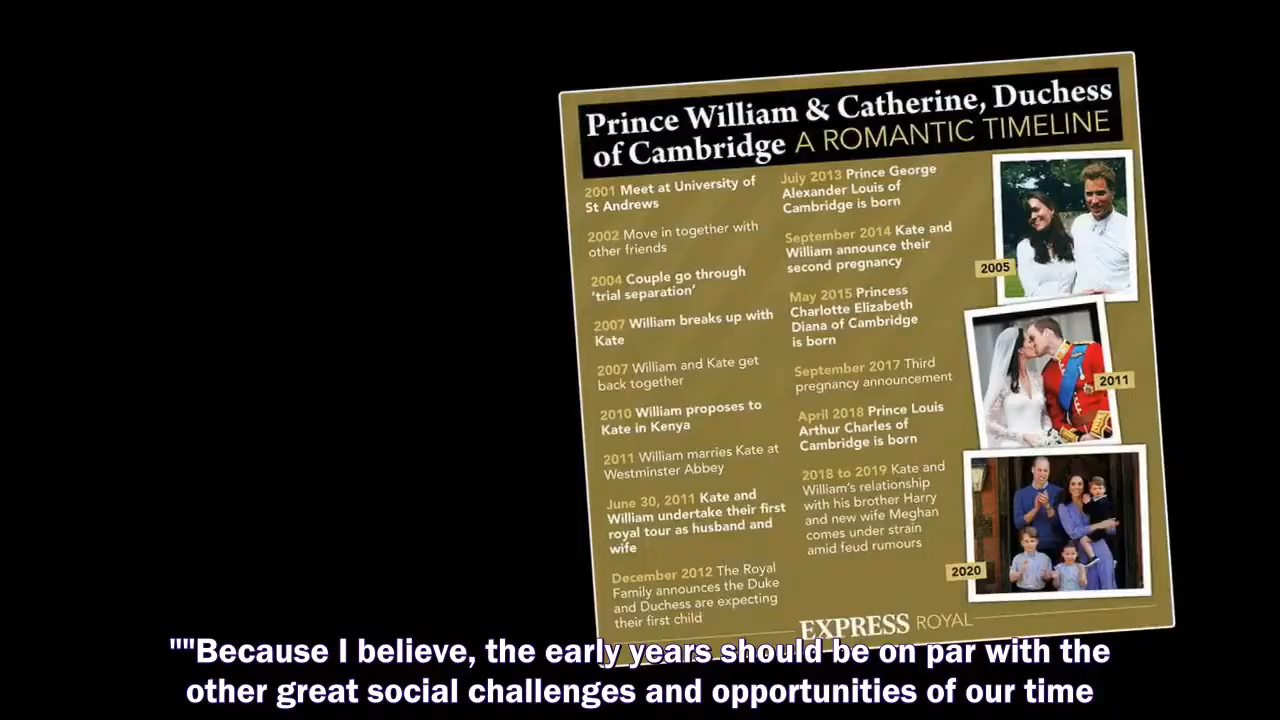 Prince William & Catherine, Duchess
of Cambridge A ROMANTIC TIMELINE
2001 Meet at University of
St Andrews
2002 Move in together with
other friends
2004 Couple go through
‘trial separation’
2007 William breaks up with
Kate
2007 William and Kate get
back together
2010 William proposes to
Kate in Kenya
2011 William marries Kate at
Westminster Abbey
June 30, 2011 Kate and
William undertake their first
royal tour as husband and
wife
December 2012 The Royal
Family announces the Duke
and Duchess are expecting
their first child
July 2013 Prince George
Alexander Louis of
Cambridge is born
September 2014 Kate and
William announce their
second pregnancy
May 2015 Princess
Charlotte Elizabeth
Diana of Cambridge
is born
September 2017 Third
pregnancy announcement
April 2018 Prince Louis
Arthur Charles of
Cambridge is born
2018 to 2019 Kate and
William’s relationship
with his brother Harry
and new wife Meghan
comes under strain
amid feud rumours
2005
2011
2020
EXPRESS ROYAL
""Because I believe, the early years should be on par with the
other great social challenges and opportunities of our time